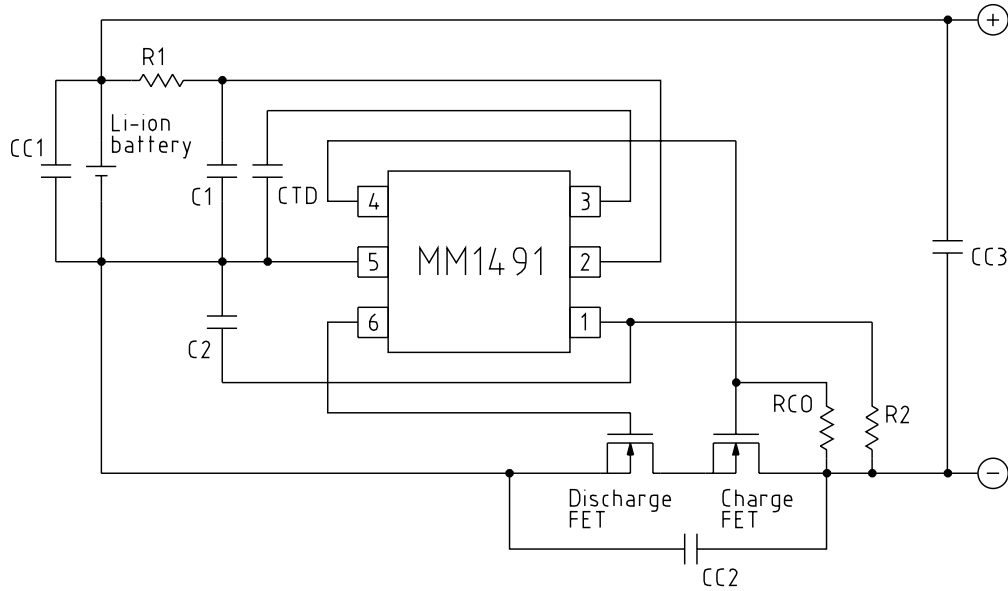 +
R1
Li-ion
battery
CC1
C1
CTD
4
3
MM1491
5
2
CC3
6
1
C2
RCO
R2
-
Discharge
FET
Charge
FET
CC2